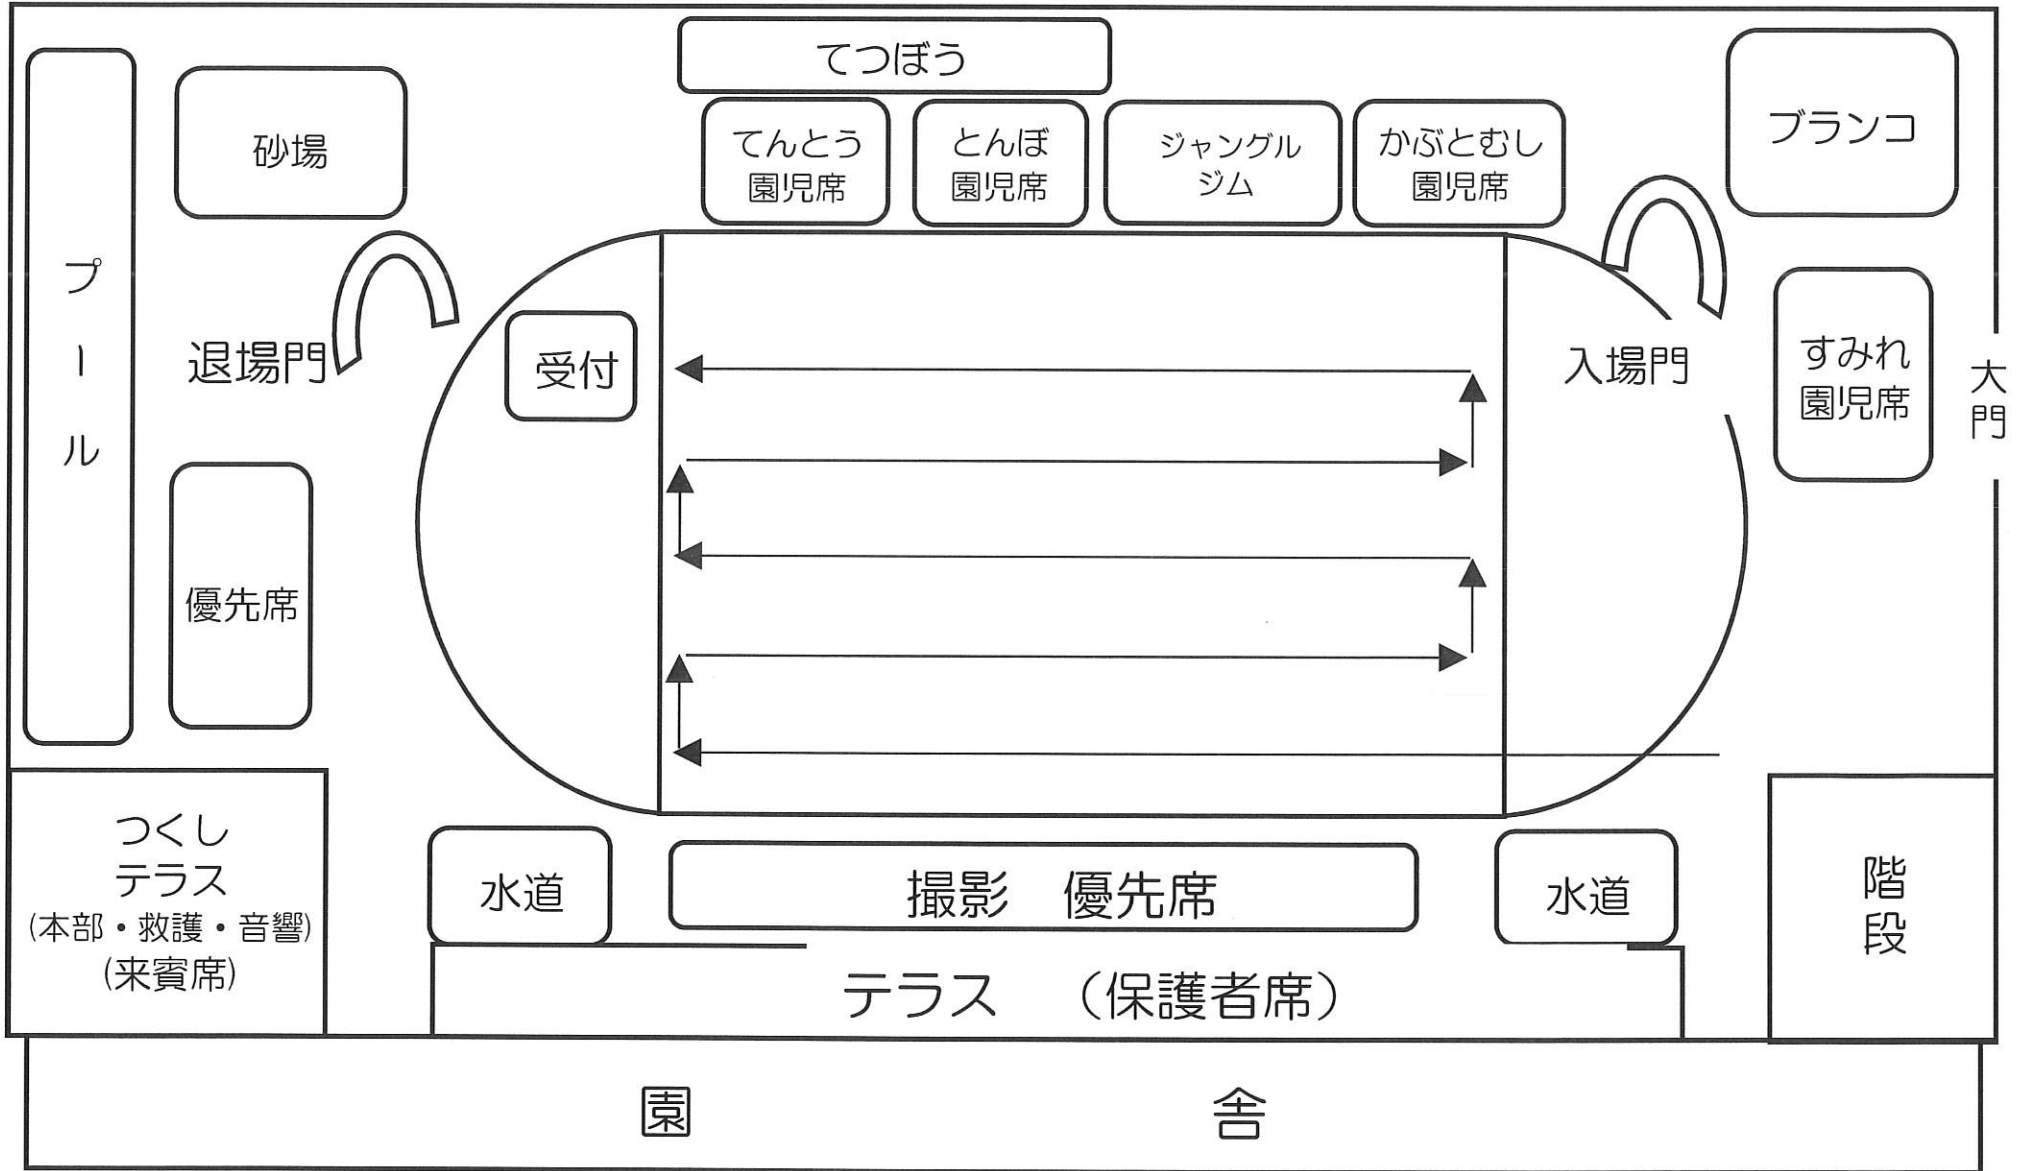 てつぼう
ブランコ
砂場
てんとう
園児席
とんぼ
園児席
ジャングル
ジム
かぶとむし
園児席
プール
退場門
受付
入場門
すみれ
園児席
大門
優先席
つくし
テラス
(本部・救護・音響)
(来賓席)
水道
撮影　優先席
水道
階段
テラス　（保護者席）
園　舎